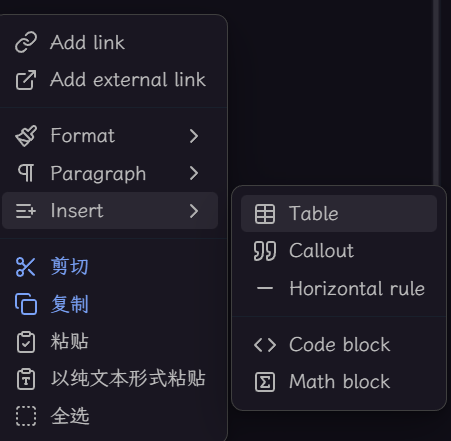 Add link
Add external link
Format
Paragraph
Insert
剪切
复制
粘贴
以纯文本形式粘贴
全选
Table
Callout
Horizontal rule
Code block
Math block